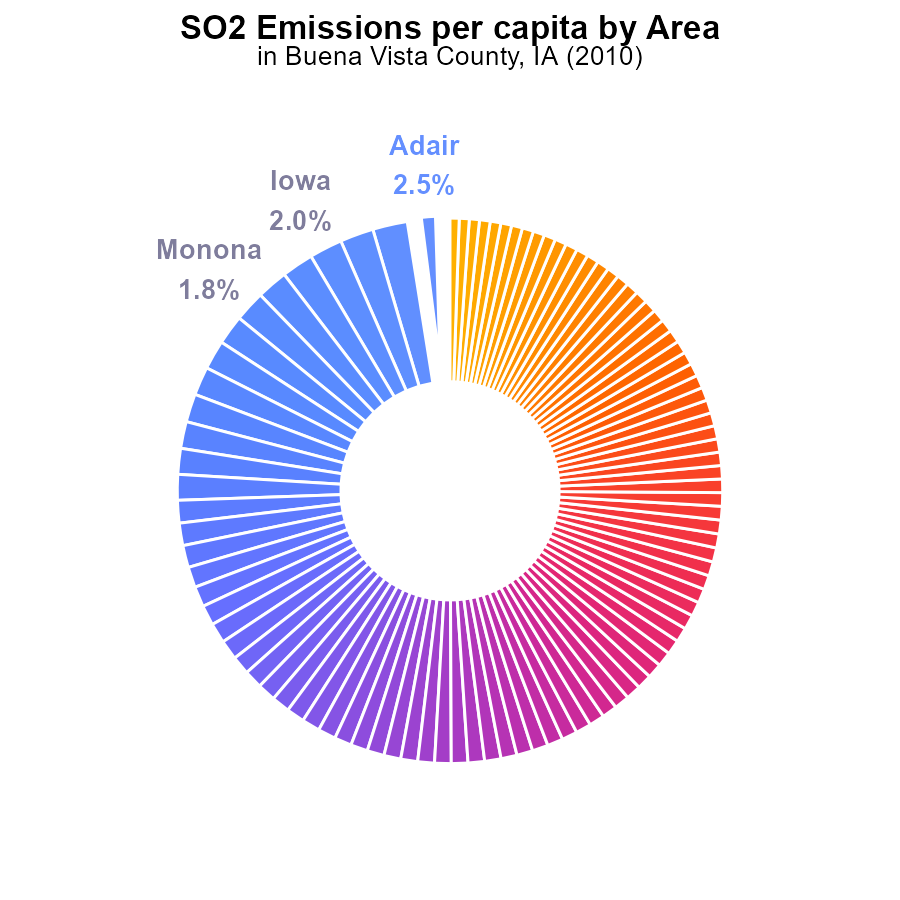 SO2 Emissions per capita by Area
in Buena Vista County, IA (2010)
Adair
2.5%
Iowa
2.0%
Monona
1.8%